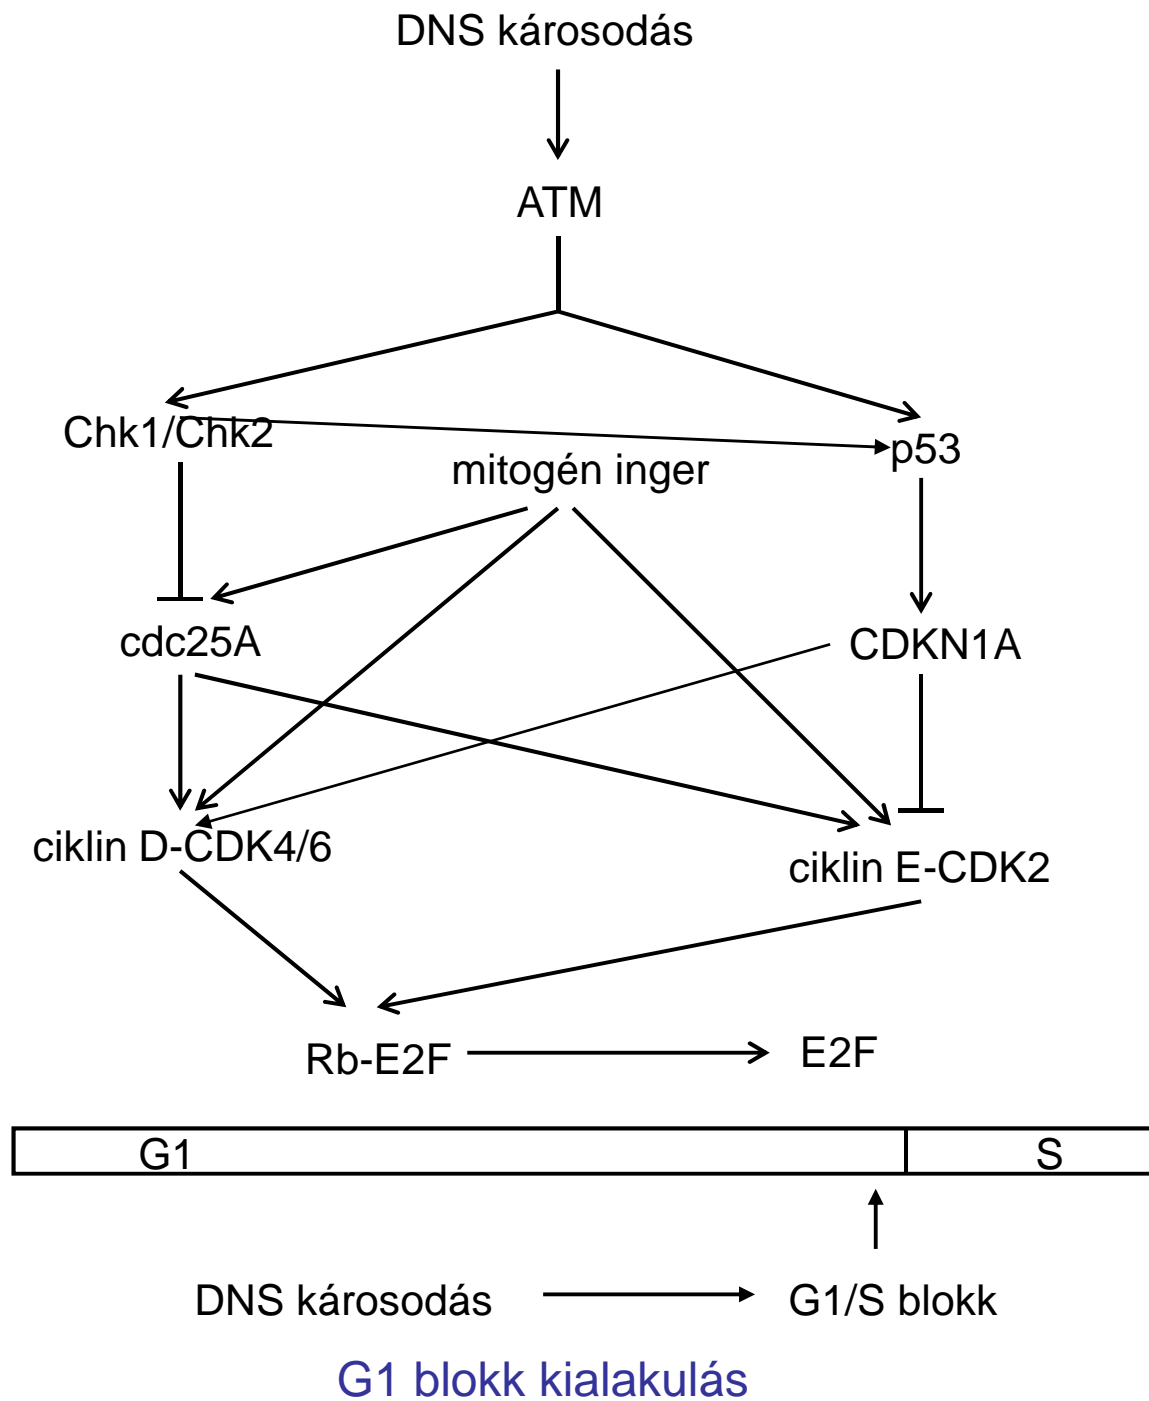 DNS károsodás
ATM
Chk1/Chk2
p53
mitogén inger
cdc25A
CDKN1A
ciklin D-CDK4/6
ciklin E-CDK2
Rb-E2F
E2F
G1
S
DNS károsodás
G1/S blokk
G1 blokk kialakulás